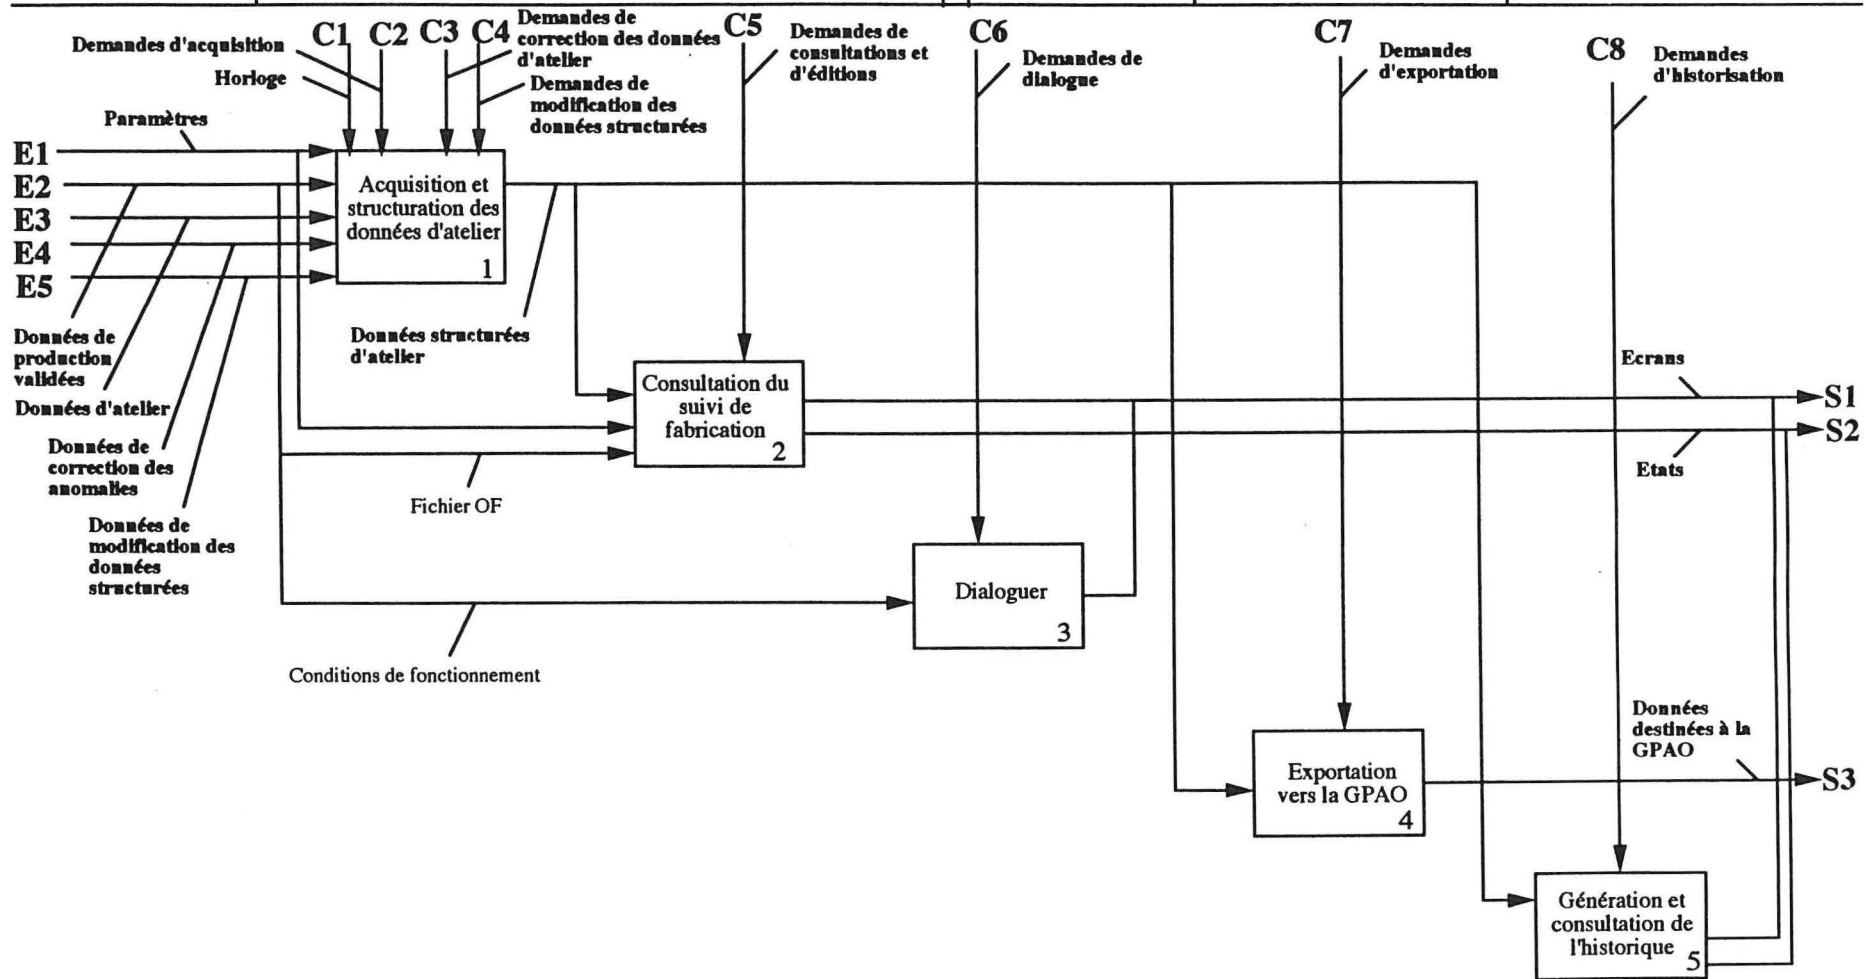 C1
C2
C3
C4
Demandes d'acquisition
Horloge
Demandes de
correction des données
d'atelier
Demandes de
modification des
données structurées
C5
Demandes de
consultations et
d'éditions
C6
Demandes de
dialogue
C7
Demandes
d'exportation
C8
Demandes
d'historisation
Paramètres
E1
E2
E3
E4
E5
Acquisition et
structuration des
données d'atelier
1
Données de
production
validées
Données d'atelier
Données de
correction des
anomalies
Données de
modification des
données
structurées
Données structurées
d'atelier
Consultation du
suivi de
fabrication
2
Fichier OF
Ecrans
S1
S2
Etats
Dialoguer
3
Conditions de fonctionnement
Exportation
vers la GPAO
4
Données
destinées à la
GPAO
S3
Génération et
consultation de
l'historique
5